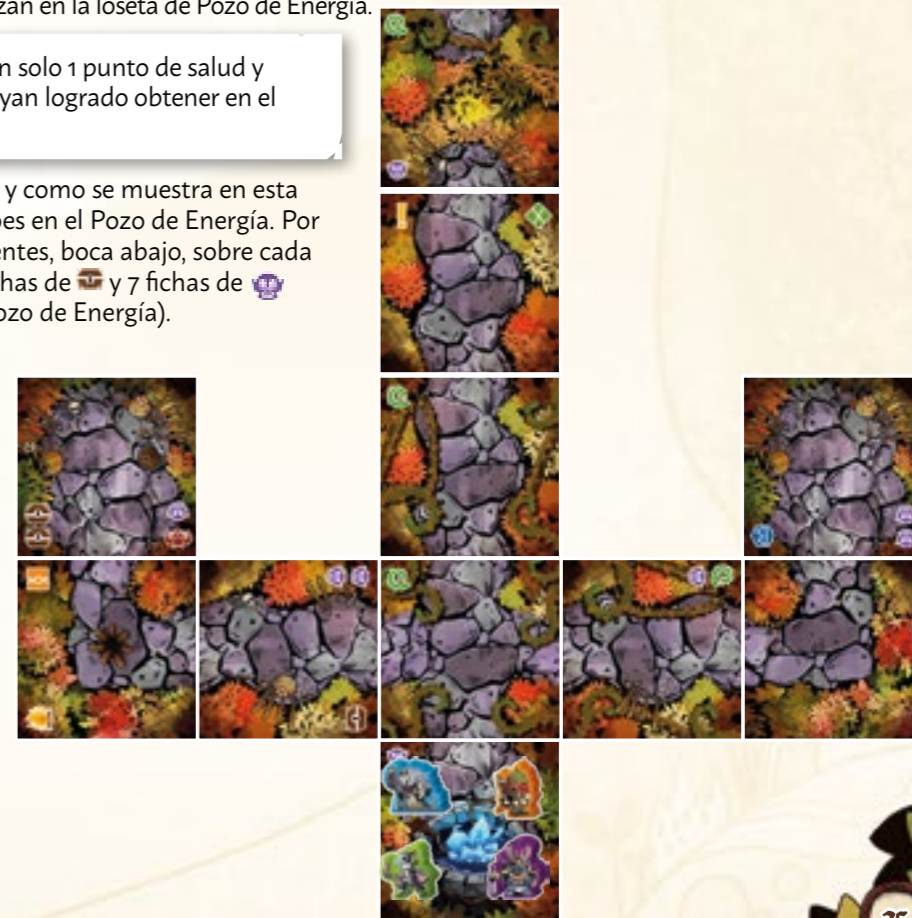 zán en la loseta de Pozo de Energía.
n solo 1 punto de salud y
yan logrado obtener en el
y como se muestra en esta
es en el Pozo de Energía. Por
entes, boca abajo, sobre cada
has de y 7 fichas de
ozo de Energía).